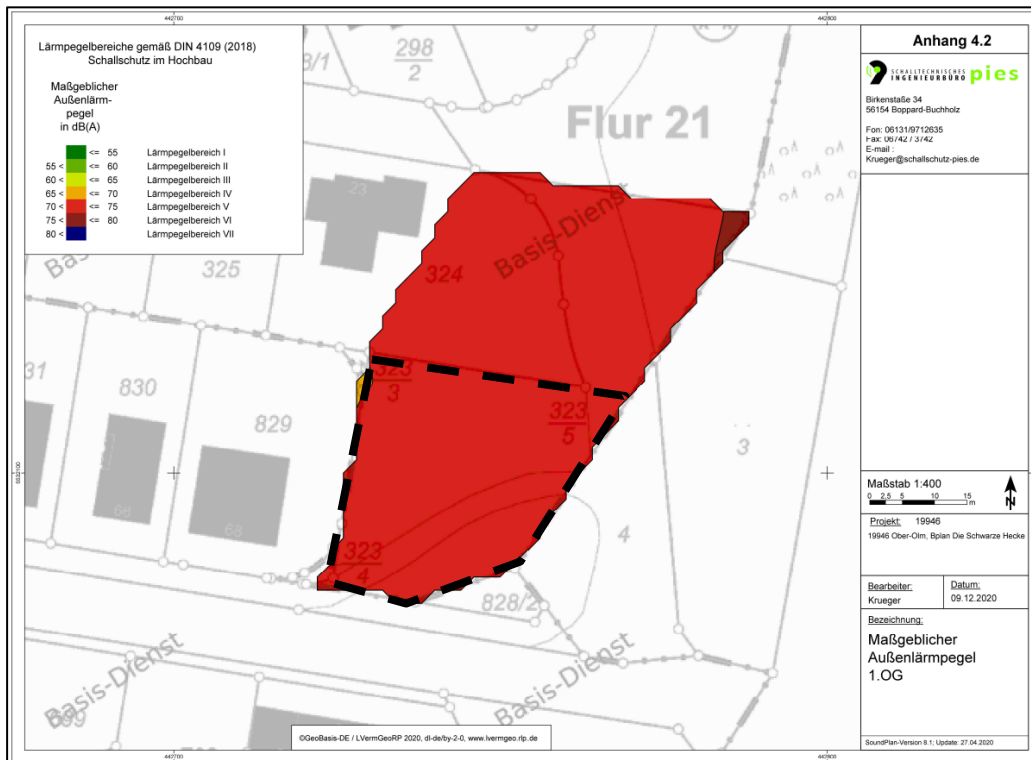 442700
442800
Lärmpegelbereiche gemäß DIN 4109 (2018)
Schallschutz im Hochbau
Maßgeblicher
Außenlärm-
pegel
in dB(A)
<= 55 Lärmpegelbereich I
55 < <= 60 Lärmpegelbereich II
60 < <= 65 Lärmpegelbereich III
65 < <= 70 Lärmpegelbereich IV
70 < <= 75 Lärmpegelbereich V
75 < <= 80 Lärmpegelbereich VI
80 < Lärmpegelbereich VII
298
2
Flur 21
23
Basis-Dienst
Basis-Dienst
325
324
323
3
31
830
829
323
5
3
66
68
323
4
4
828/2
Basis-Dienst
Basis-Dienst
699
©GeoBasis-DE / LVermGeoRP 2020, dl-de/by-2-0, www.lvermgeo.rlp.de
442700
Anhang 4.2
SCHALLTECHNISCHES
INGENIEURBÜRO pies
Birkenstaße 34
56154 Boppard-Buchholz
Fon: 06131/9712635
Fax: 06742 / 3742
E-mail :
Krueger@schallschutz-pies.de
Maßstab 1:400
0 2,5 5 10 15
m
N
Projekt: 19946
19946 Ober-Olm, Bplan Die Schwarze Hecke
Bearbeiter:
Krueger
Datum:
09.12.2020
Bezeichnung:
Maßgeblicher
Außenlärmpegel
1.OG
SoundPlan-Version 8.1; Update: 27.04.2020